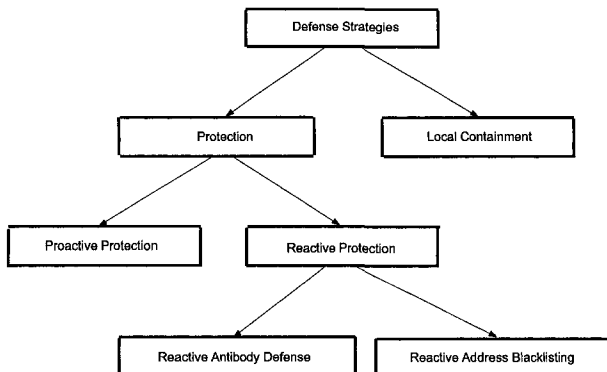 Defense Strategies
Protection
Local Containment
Proactive Protection
Reactive Protection
Reactive Antibody Defense
Reactive Address Blacklisting